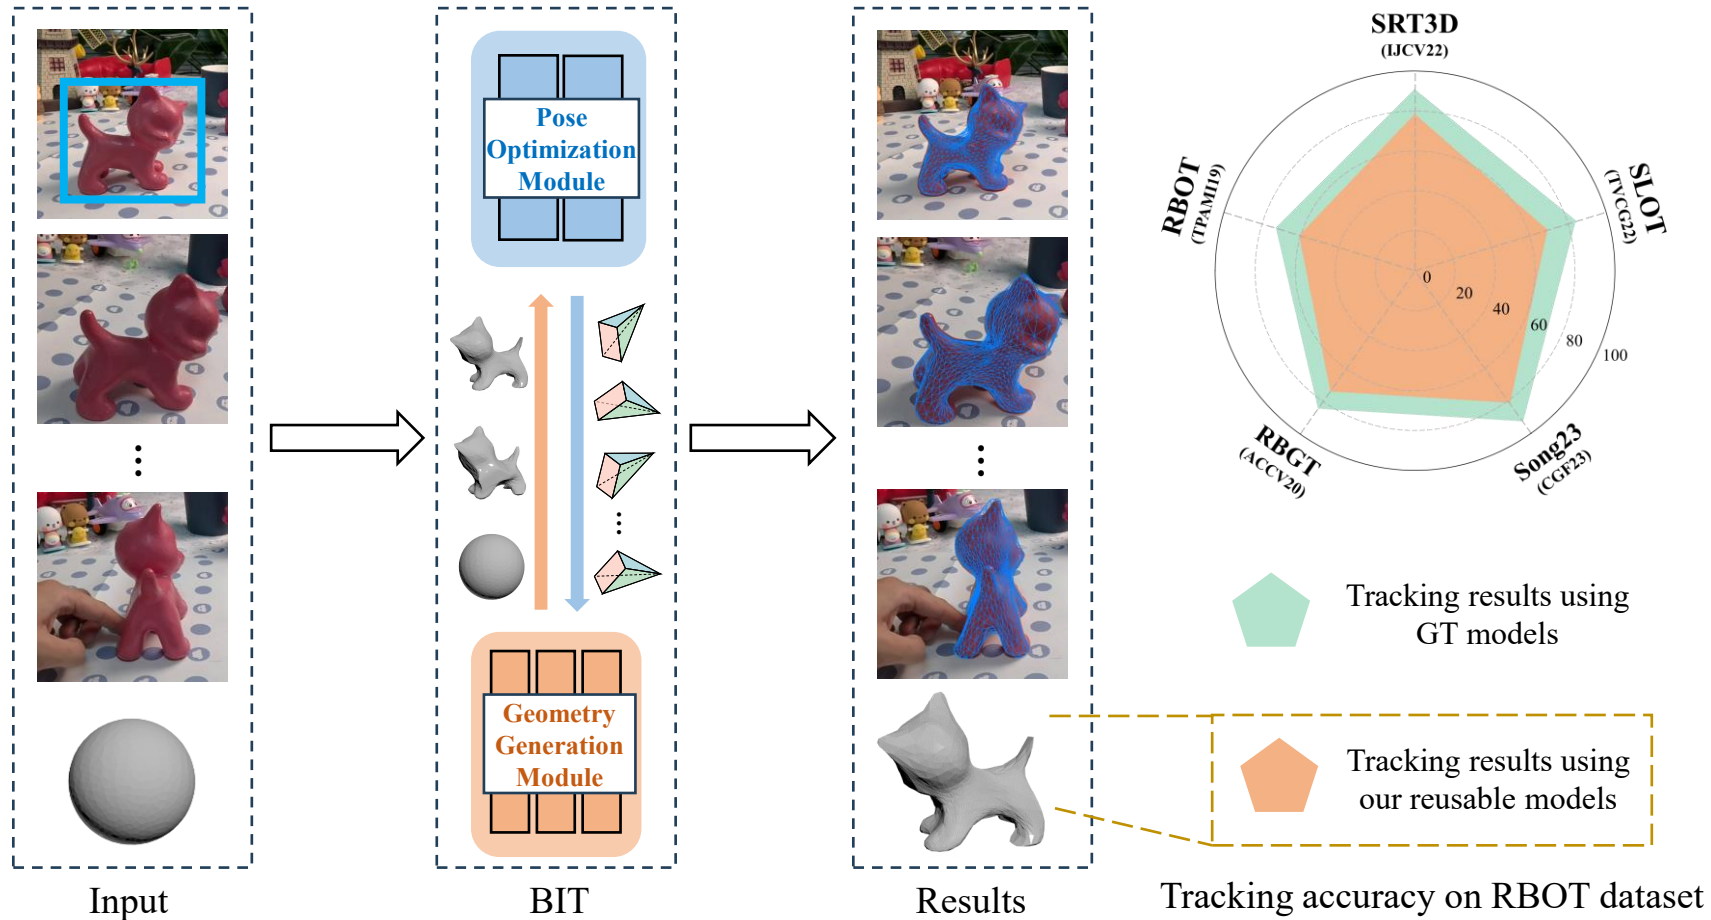 Pose
Optimization
Module
Geometry
Generation
Module
Input
BIT
Results
SRT3D
(IJCV22)
SLOT
(TVCG22)
Song23
(CGF23)
RBGT
(ACCV20)
RBOT
(TPAMI19)
0
20
40
60
80
100
Tracking results using
GT models
Tracking results using
our reusable models
Tracking accuracy on RBOT dataset